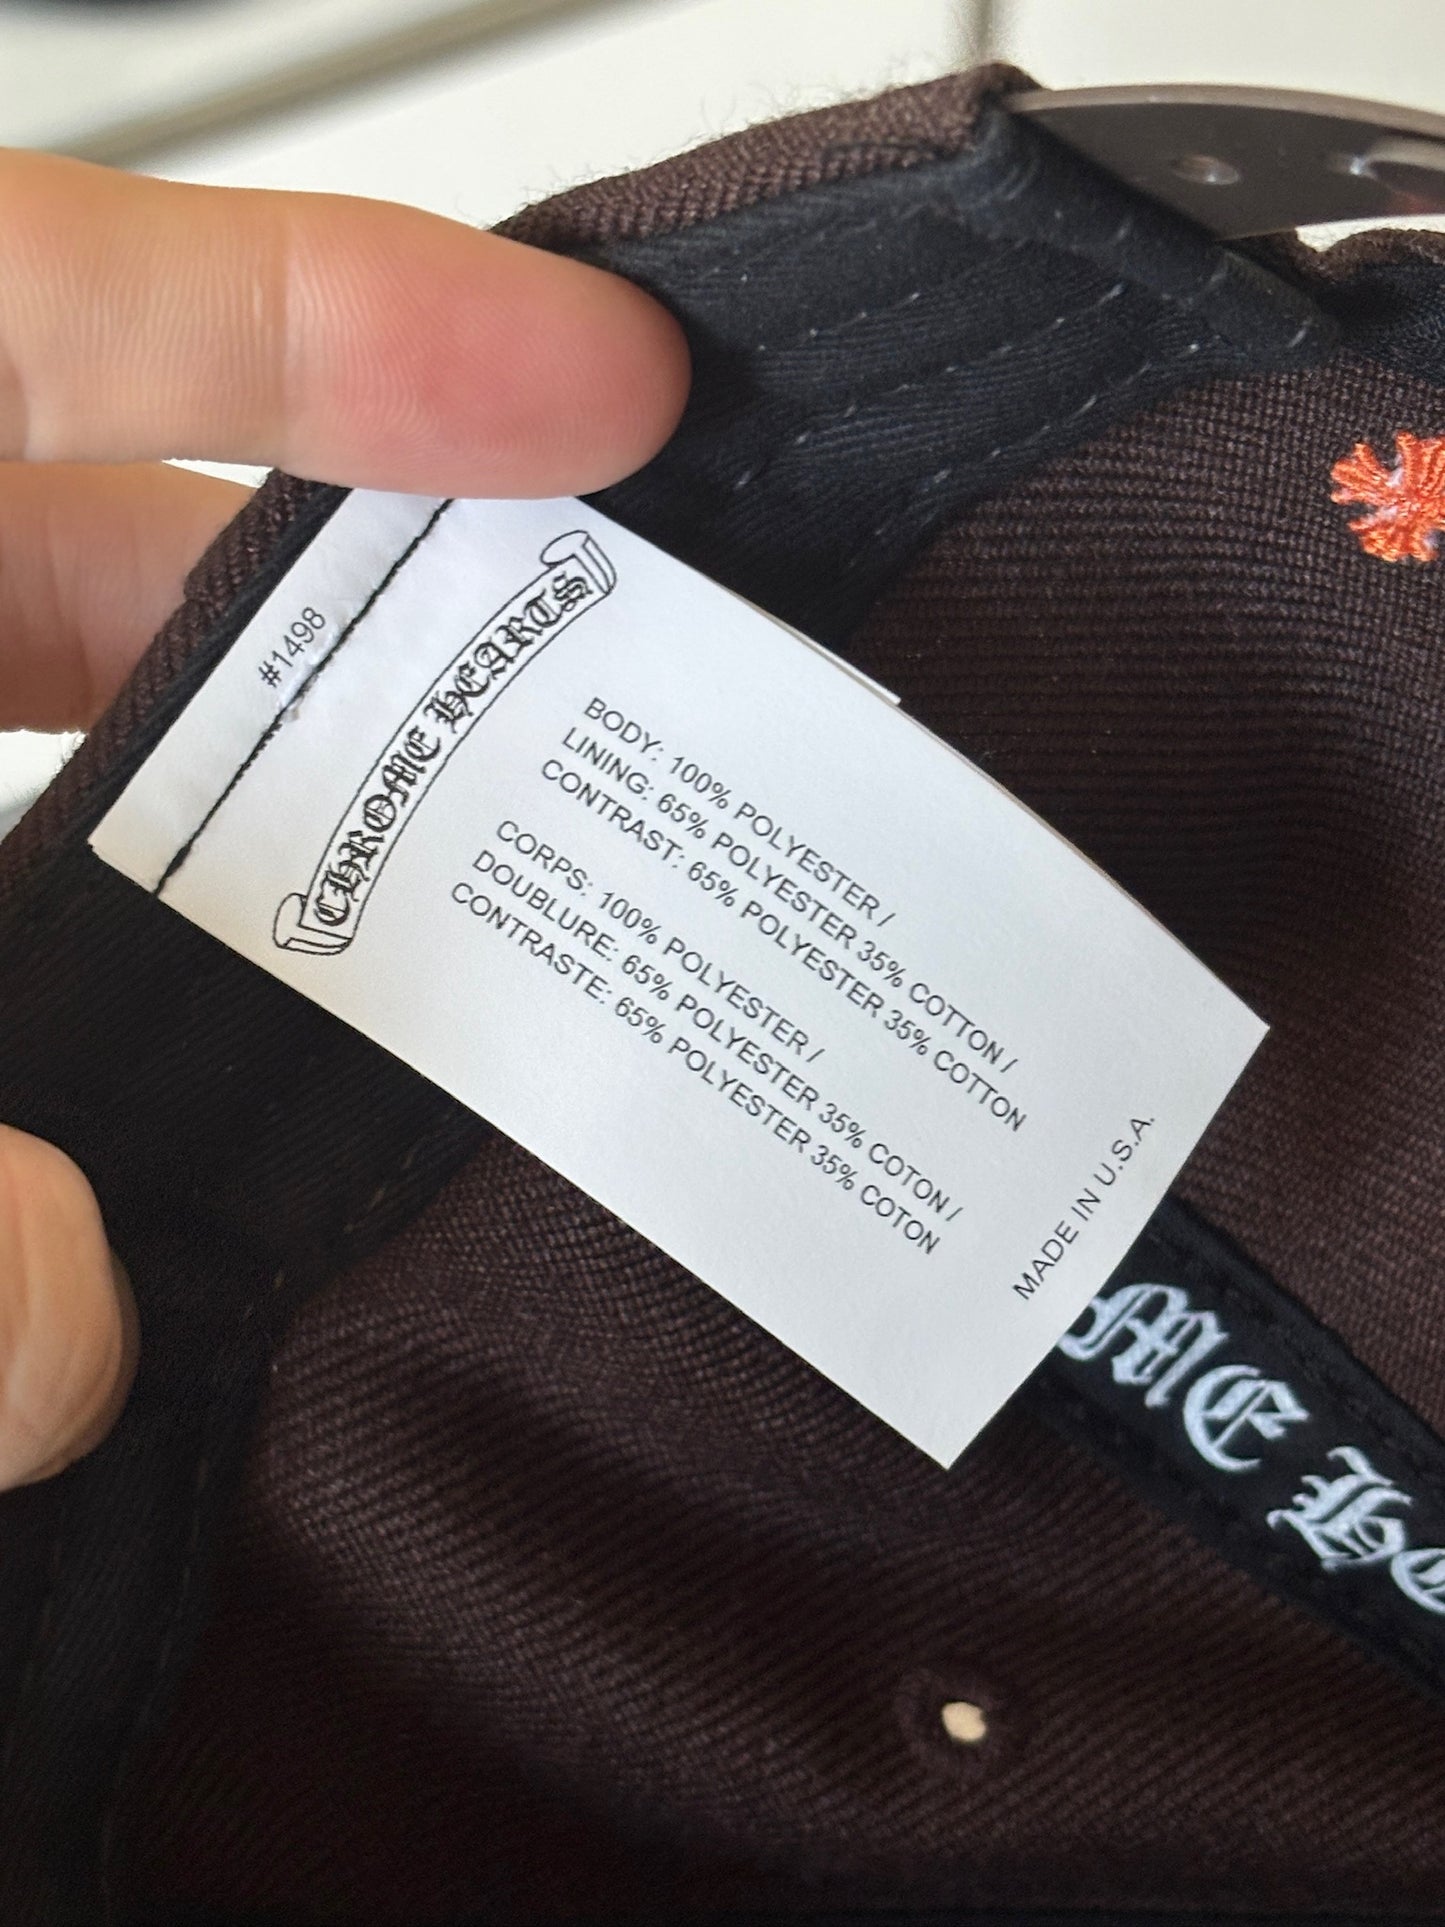 #1498
CHROME HEARTS
BODY: 100% POLYESTER /
LINING: 65% POLYESTER 35% COTTON /
CONTRAST: 65% POLYESTER 35% COTTON
CORPS: 100% POLYESTER /
DOUBLURE: 65% POLYESTER 35% COTON /
CONTRASTE: 65% POLYESTER 35% COTON
MADE IN U.S.A.